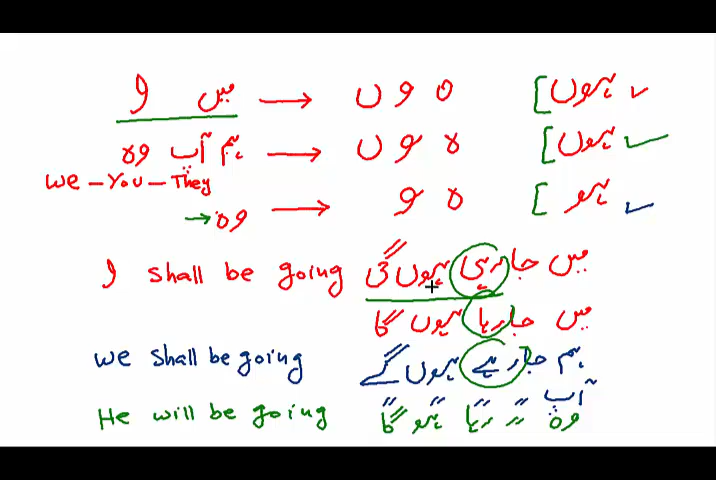 میں I → ہ و ں [ہوں
ہم آپ وہ → ہ و ں [ہوں
We - You - They
→ وہ → ہ و [ہو
I shall be going میں جا رہی ہوں گی
میں جا رہا ہوں گا
we shall be going ہم جا رہے ہوں گے
آپ
He will be going وہ 〃 رہا ہو گا